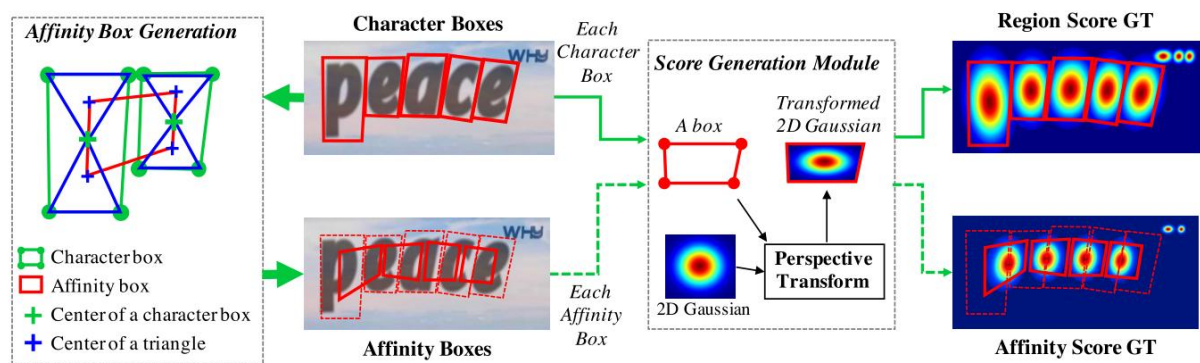 Affinity Box Generation
Character box
Affinity box
Center of a character box
Center of a triangle
Character Boxes
peace
WHY
peace
WHY
Affinity Boxes
Each
Character
Box
Each
Affinity
Box
Score Generation Module
A box
Transformed
2D Gaussian
2D Gaussian
Perspective
Transform
Region Score GT
Affinity Score GT